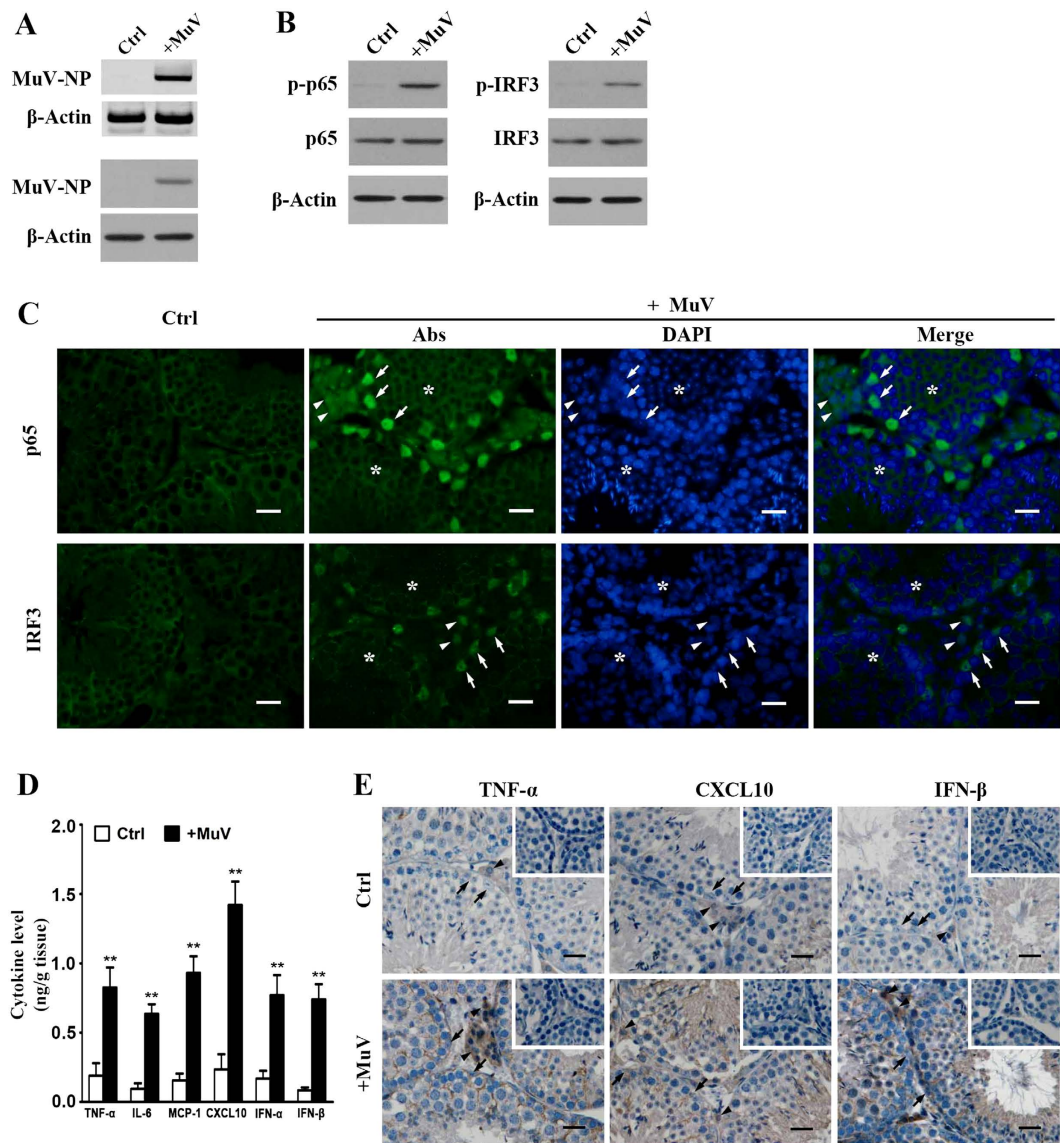 A
Ctrl +MuV
MuV-NP
β-Actin
MuV-NP
β-Actin
B
Ctrl +MuV
p-p65
p65
β-Actin
Ctrl +MuV
p-IRF3
IRF3
β-Actin
C
+ MuV
Ctrl Abs DAPI Merge
p65
* * *
* * *
IRF3
* * *
* * *
D
2.0
1.5
1.0
0.5
0.0
Cytokine level
(ng/g tissue)
Ctrl +MuV
** ** ** ** ** **
TNF-α IL-6 MCP-1 CXCL10 IFN-α IFN-β
E
TNF-α CXCL10 IFN-β
Ctrl
+MuV